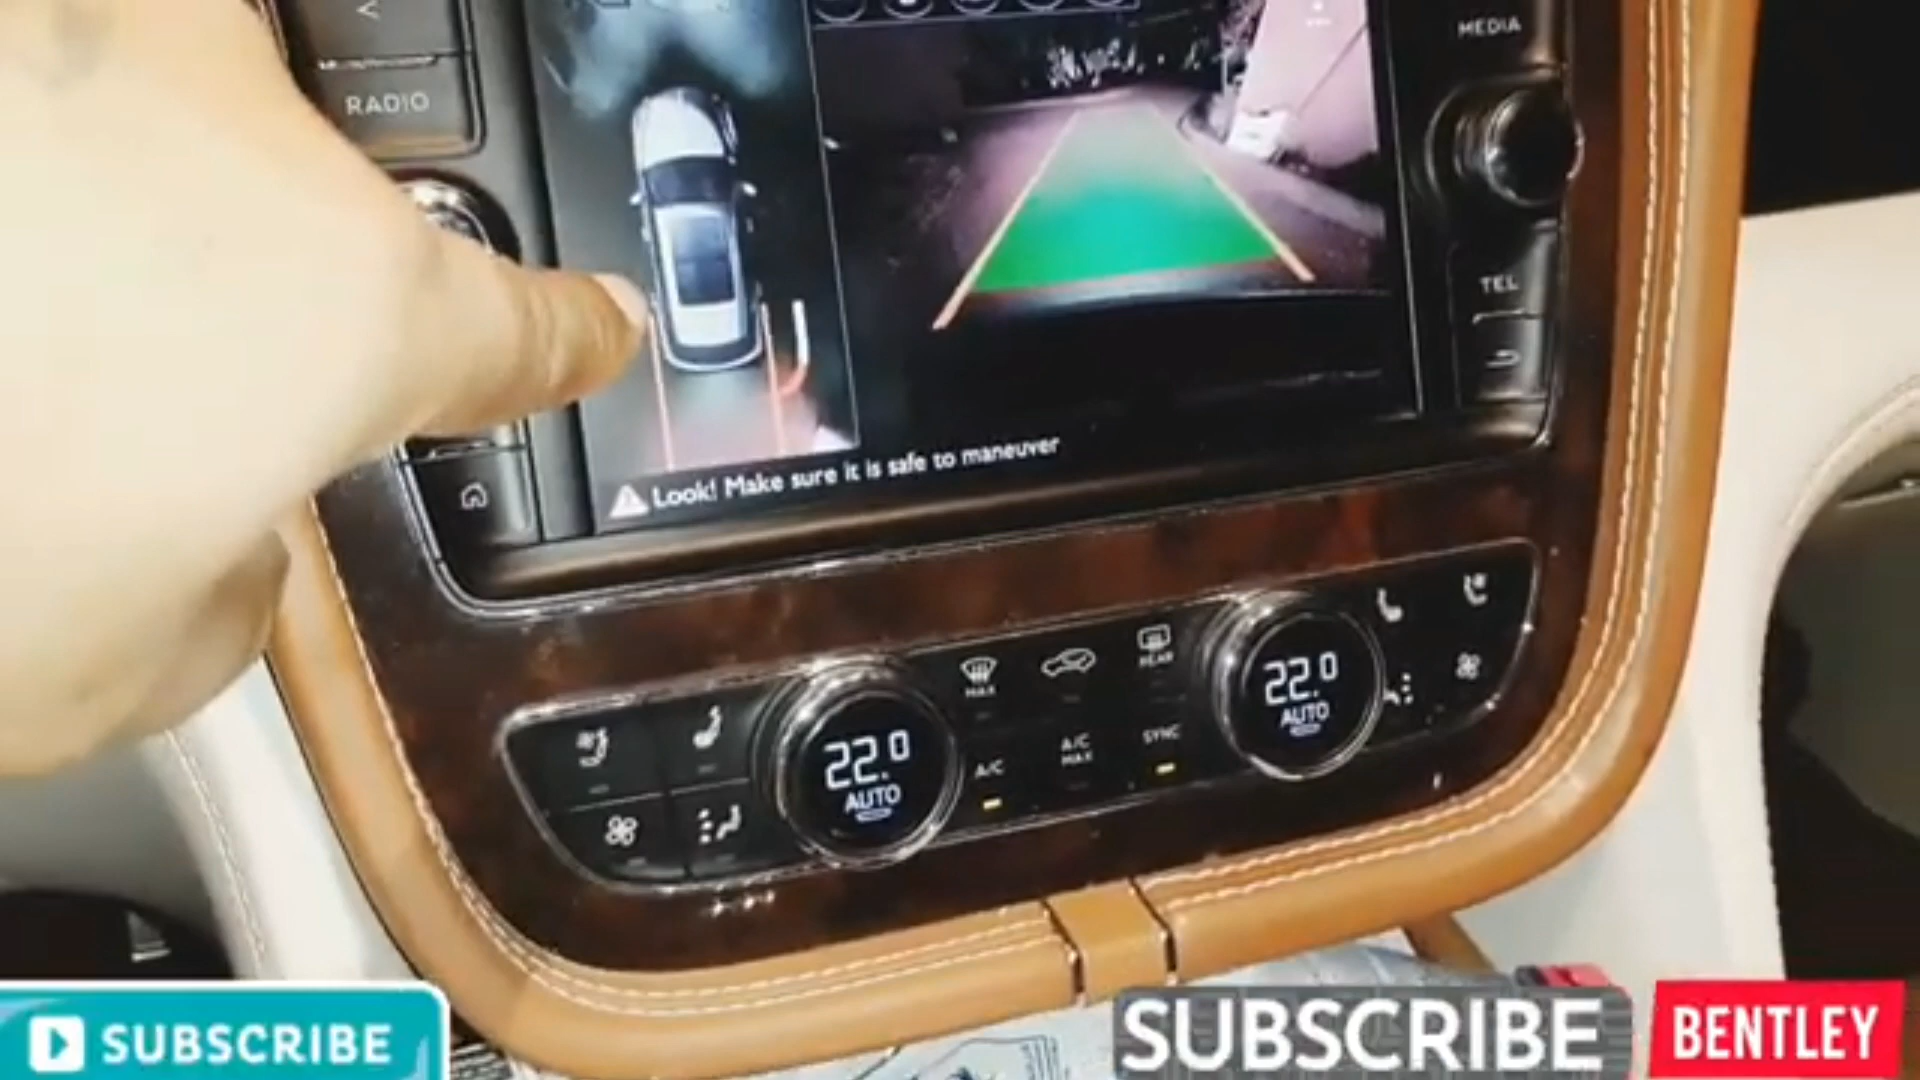 <
MEDIA
RADIO
TEL
Look! Make sure it is safe to maneuver
MAX
REAR
22.0
AUTO
22.0
AUTO
A/C
A/C
MAX
SYNC
SUBSCRIBE
SUBSCRIBE
BENTLEY